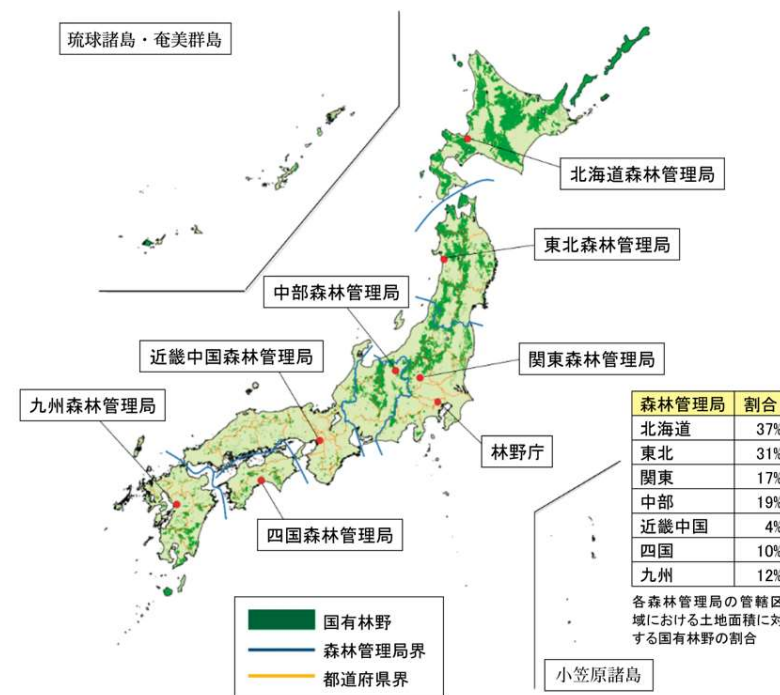 琉球諸島・奄美群島
北海道森林管理局
東北森林管理局
中部森林管理局
近畿中国森林管理局
関東森林管理局
九州森林管理局
林野庁
四国森林管理局
森林管理局 割合
北海道 37%
東北 31%
関東 17%
中部 19%
近畿中国 4%
四国 10%
九州 12%
各森林管理局の管轄区
域における土地面積に対
する国有林野の割合
国有林野
森林管理局界
都道府県界
小笠原諸島